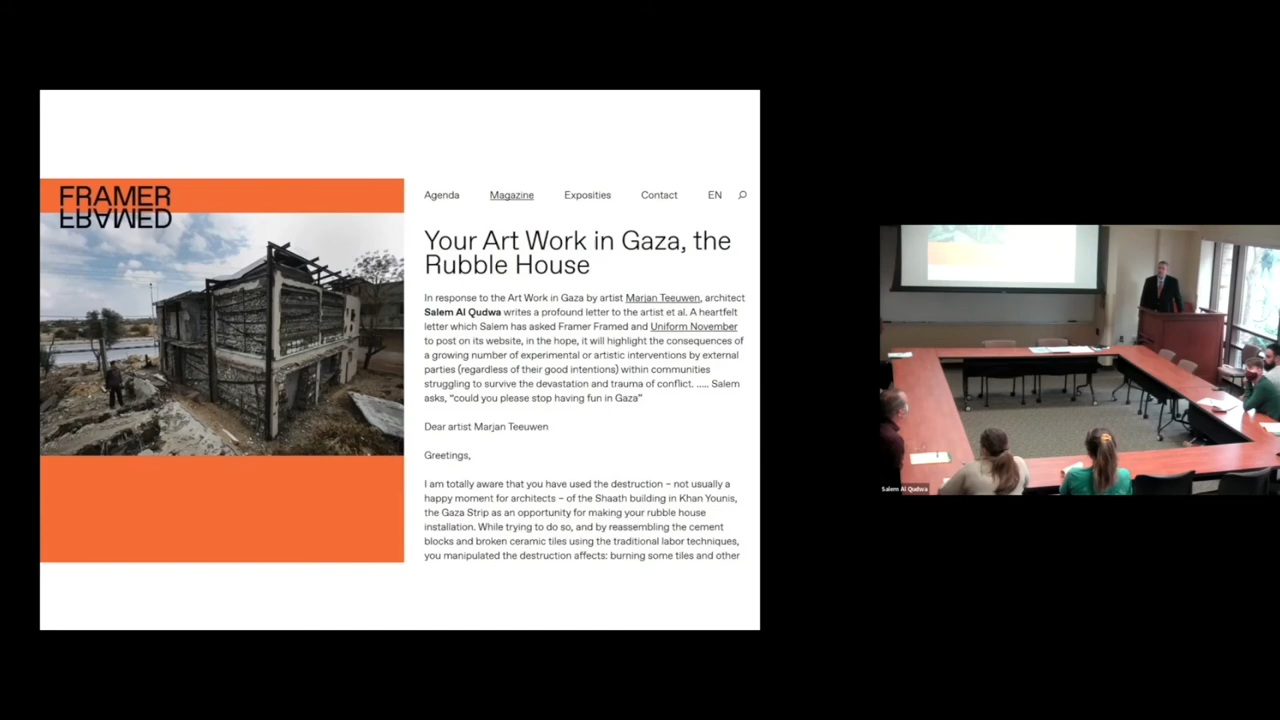 FRAMER
FRAMED
Agenda Magazine Exposities Contact EN
Your Art Work in Gaza, the
Rubble House
In response to the Art Work in Gaza by artist Marjan Teeuwen, architect
Salem Al Qudwa writes a profound letter to the artist et al. A heartfelt
letter which Salem has asked Framer Framed and Uniform November
to post on its website, in the hope, it will highlight the consequences of
a growing number of experimental or artistic interventions by external
parties (regardless of their good intentions) within communities
struggling to survive the devastation and trauma of conflict. ..... Salem
asks, “could you please stop having fun in Gaza”
Dear artist Marjan Teeuwen
Greetings,
I am totally aware that you have used the destruction – not usually a
happy moment for architects – of the Shaath building in Khan Younis,
the Gaza Strip as an opportunity for making your rubble house
installation. While trying to do so, and by reassembling the cement
blocks and broken ceramic tiles using the traditional labor techniques,
you manipulated the destruction affects: burning some tiles and other
Salem Al Qudwa